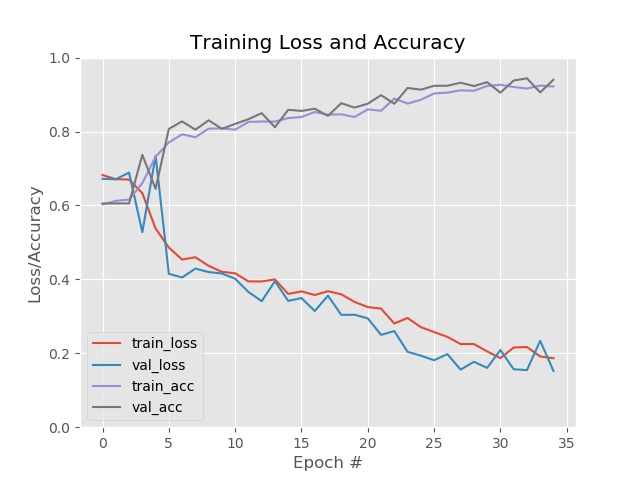 Training Loss and Accuracy
1.0
0.8
0.6
0.4
0.2
0.0
Loss/Accuracy
train_loss
val_loss
train_acc
val_acc
0 5 10 15 20 25 30 35
Epoch #